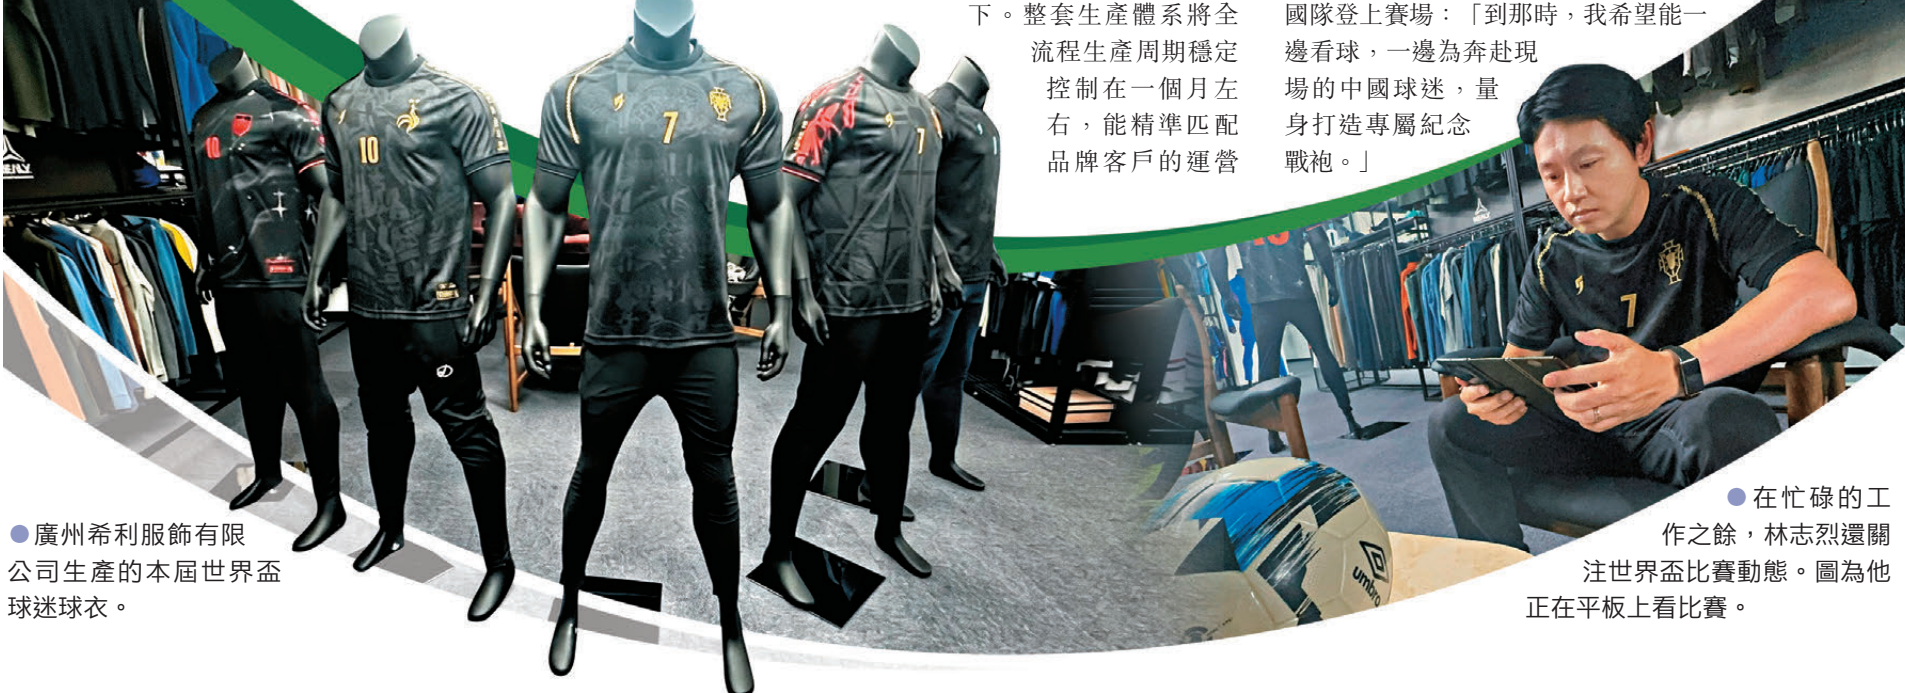 下。整套生產體系將全
流程生產周期穩定
控制在一個月左
右，能精準匹配
品牌客戶的運營
國隊登上賽場：「到那時，我希望能一
邊看球，一邊為奔赴現
場的中國球迷，量
身打造專屬紀念
戰袍。」
10
10
7
7
7
umbro
●廣州希利服飾有限
公司生產的本屆世界盃
球迷球衣。
●在忙碌的工
作之餘，林志烈還關
注世界盃比賽動態。圖為他
正在平板上看比賽。